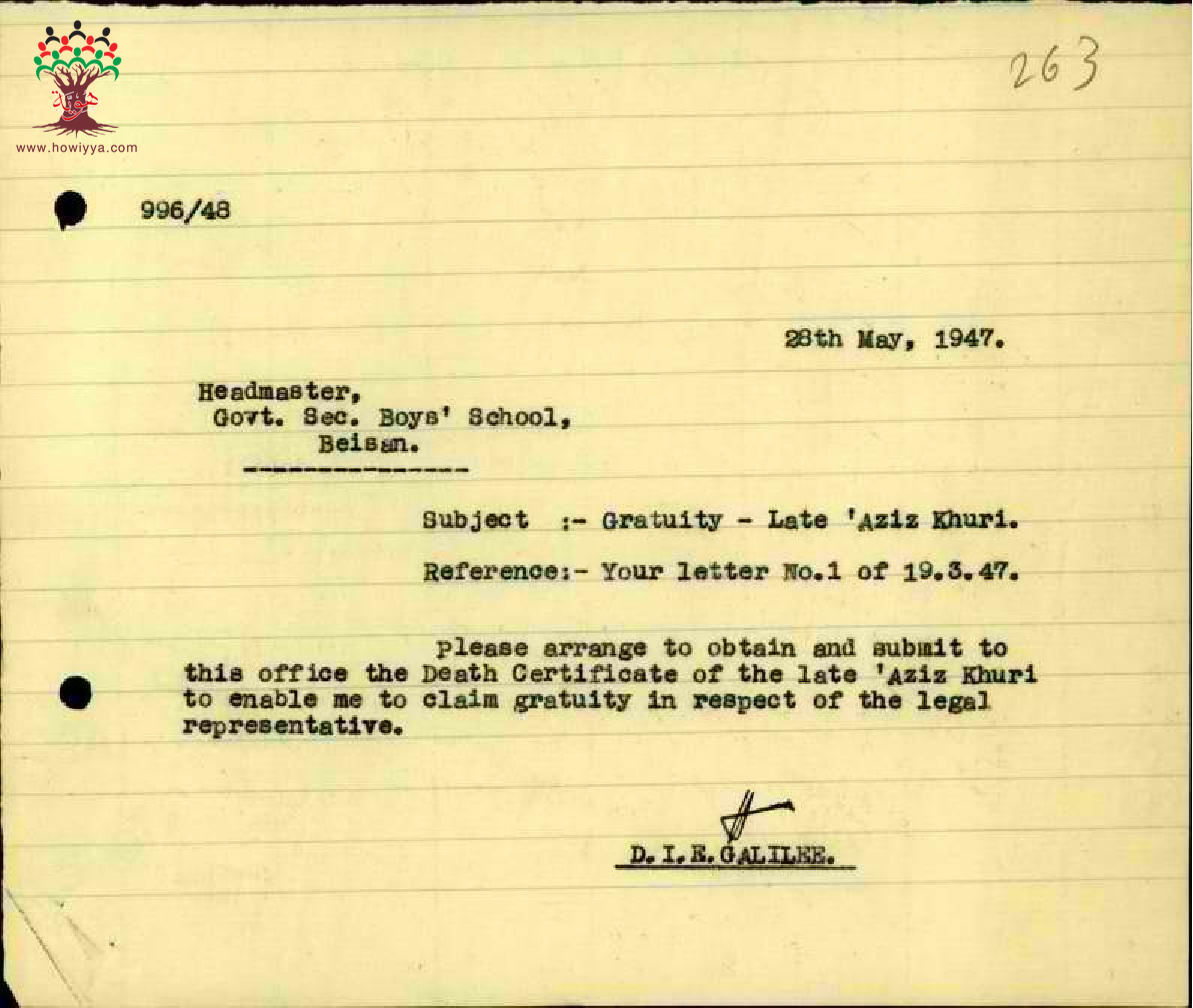 263
هوية
www.howiyya.com
996/48
28th May, 1947.
Headmaster,
Govt. Sec. Boys' School,
Beisan.
Subject :- Gratuity - Late 'Aziz Khuri.
Reference:- Your letter No.1 of 19.3.47.
Please arrange to obtain and submit to
this office the Death Certificate of the late 'Aziz Khuri
to enable me to claim gratuity in respect of the legal
representative.
D.I.E.GALILEE.